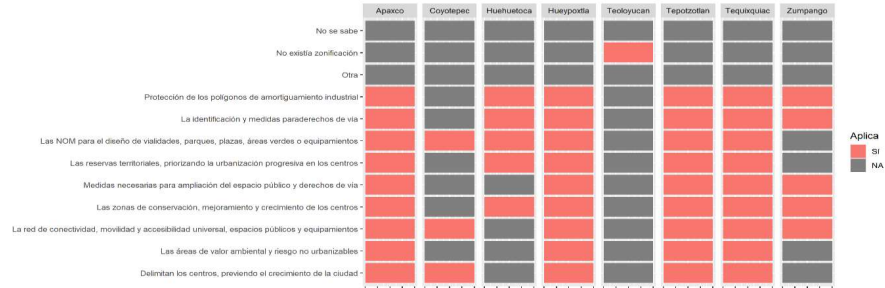 Apaxco Coyotepec Huehuetoca Hueypoxtla Teoloyucan Tepotzotlan Tequixquiac Zumpango
No se sabe
No existía zonificación
Otra
Protección de los polígonos de amortiguamiento industrial
La identificación y medidas paraderechos de via
Las NOM para el diseño de vialidades, parques, plazas, áreas verdes o equipamientos
Las reservas territoriales, priorizando la urbanización progresiva en los centros
Medidas necesarias para ampliación del espacio público y derechos de vía
Las zonas de conservación, mejoramiento y crecimiento de los centros
La red de conectividad, movilidad y accesibilidad universal, espacios públicos y equipamientos
Las áreas de valor ambiental y riesgo no urbanizables
Delimitan los centros, previendo el crecimiento de la ciudad
Aplica
SI
NA